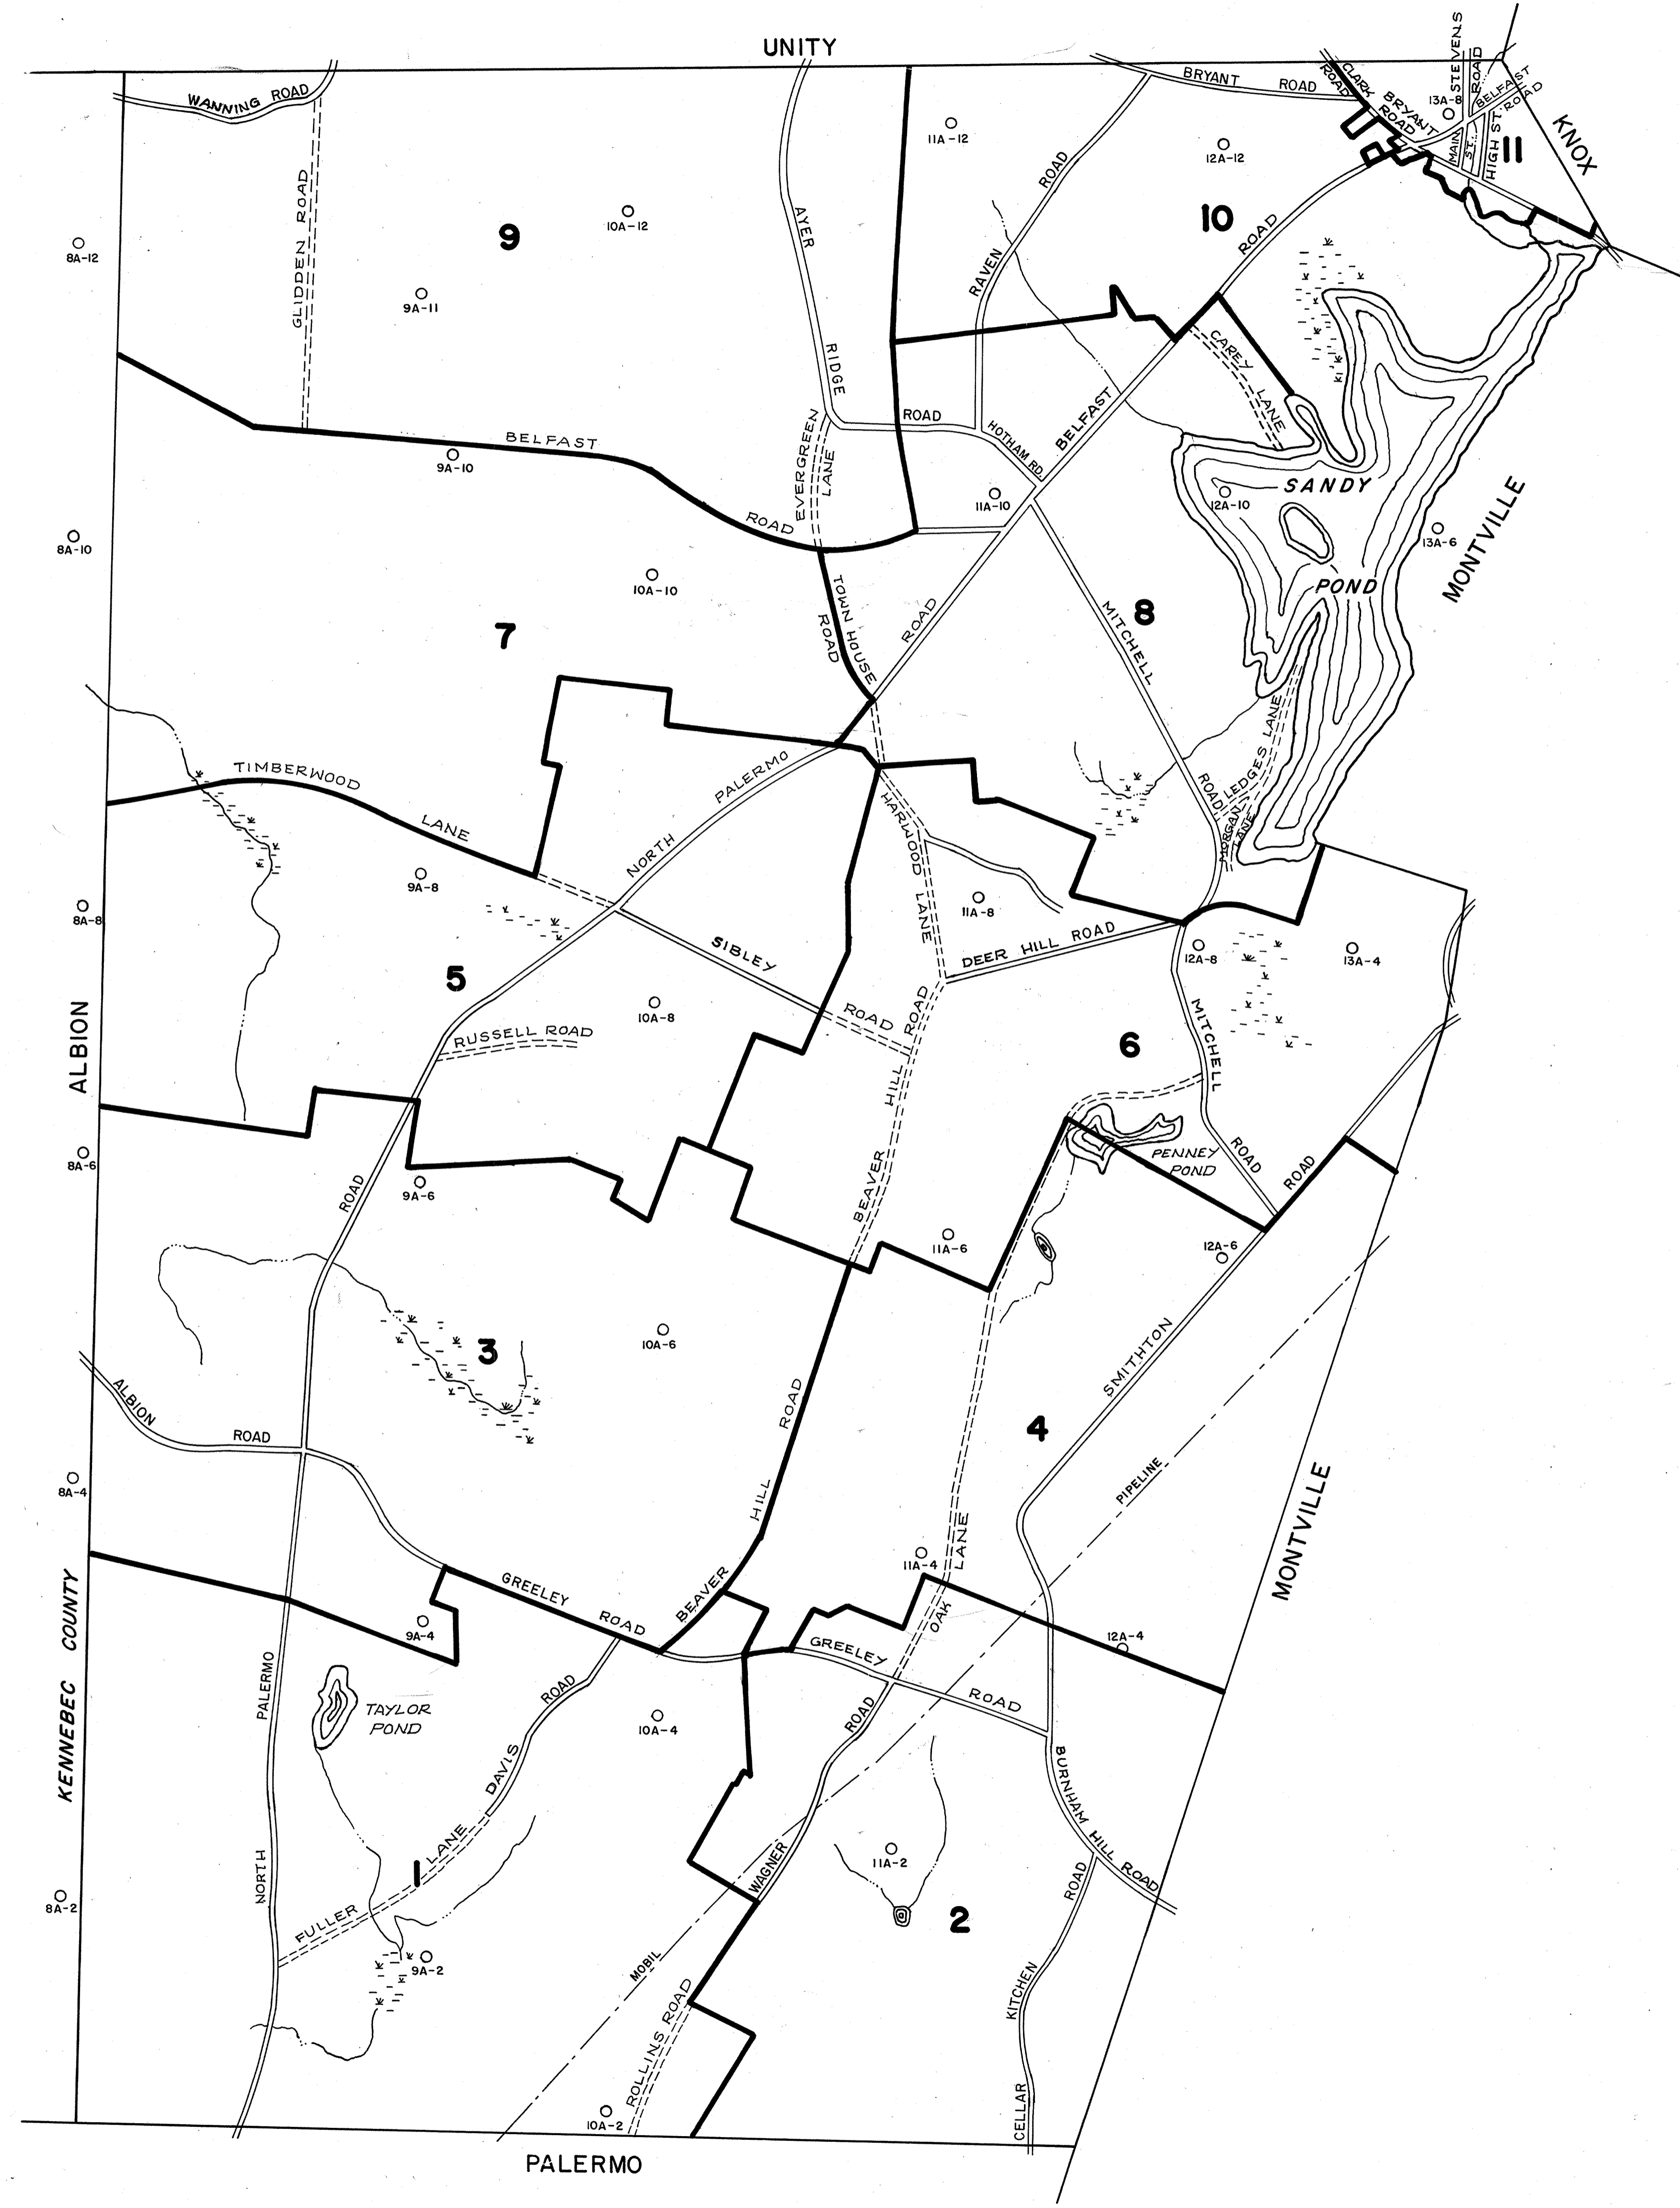 UNITY
STEVENS
ROAD
CLARK
ROAD
BRYANT ROAD
BRYANT
ROAD
BELFAST
ROAD
13A-8
WANNING ROAD
MAIN
ST.
HIGH ST.
11
KNOX
11A-12
12A-12
GLIDDEN ROAD
ROAD
RAVEN
10A-12
10
AYER
RIDGE
ROAD
ROAD
9
8A-12
9A-11
CAREY
LANE
BELFAST
HOTHAM RD.
BELFAST
ROAD
9A-10
EVERGREEN
LANE
11A-10
12A-10
SANDY
POND
13A-6
MONTVILLE
8A-10
10A-10
TOWN HOUSE
ROAD
ROAD
MITCHELL
ROAD
8
7
LEDGES LANE
MORGAN
LANE
TIMBERWOOD
LANE
NORTH PALERMO
HARWOOD LANE
9A-8
8A-8
11A-8
SIBLEY
ROAD
DEER HILL ROAD
12A-8
13A-4
5
10A-8
RUSSELL ROAD
ALBION
BEAVER HILL ROAD
6
MITCHELL
ROAD
PENNEY
POND
8A-6
9A-6
ROAD
11A-6
12A-6
ROAD
SMITHTON
10A-6
3
ALBION
ROAD
BEAVER HILL ROAD
4
PIPELINE
8A-4
MONTVILLE
11A-4
OAK LANE
GREELEY
ROAD
9A-4
12A-4
GREELEY
ROAD
KENNEBEC COUNTY
NORTH PALERMO
TAYLOR
POND
DAVIS ROAD
10A-4
WAGNER ROAD
BURNHAM HILL ROAD
FULLER LANE
1
11A-2
8A-2
9A-2
2
MOBIL
ROLLINS ROAD
KITCHEN
ROAD
CELLAR
10A-2
PALERMO